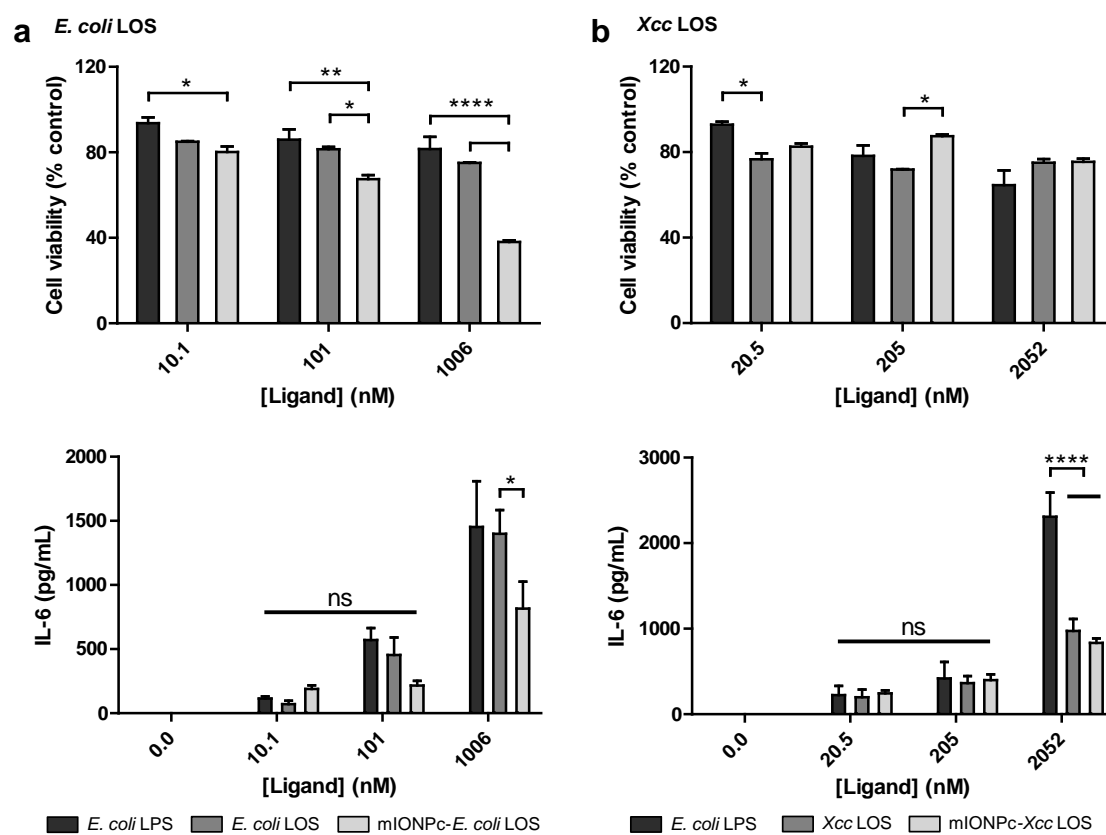 a E. coli LOS
Cell viability (% control)
120
80
40
0
*
**
*
****
10.1
101
1006
[Ligand] (nM)
b Xcc LOS
Cell viability (% control)
120
80
40
0
*
*
20.5
205
2052
[Ligand] (nM)
IL-6 (pg/mL)
2000
1500
1000
500
0
ns
*
0.0
10.1
101
1006
[Ligand] (nM)
E. coli LPS E. coli LOS mIONPc-E. coli LOS
IL-6 (pg/mL)
3000
2000
1000
0
ns
****
0.0
20.5
205
2052
[Ligand] (nM)
E. coli LPS Xcc LOS mIONPc-Xcc LOS